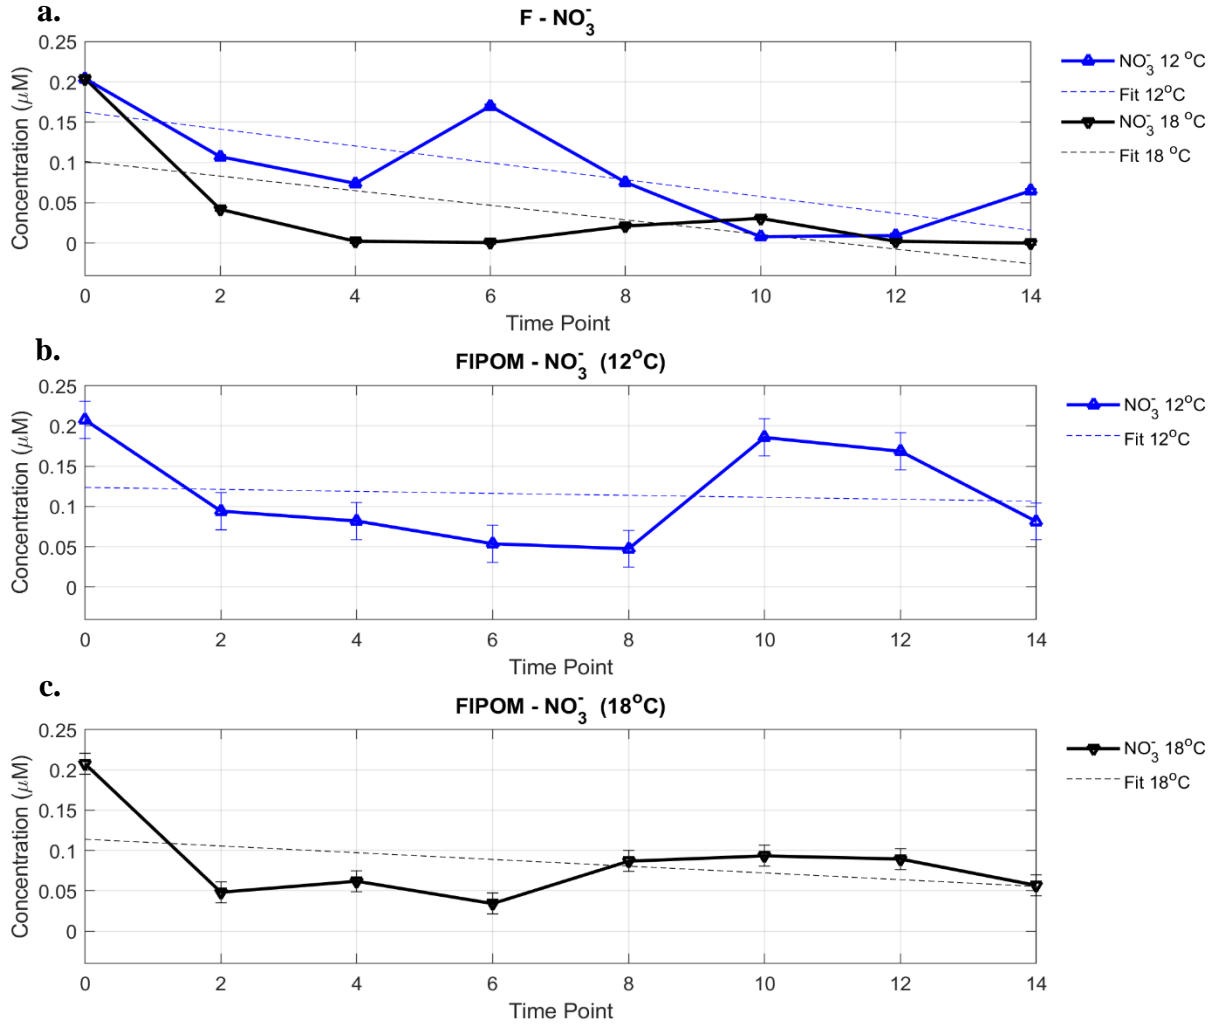 a.
F - NO₃⁻
Concentration (μM)
0.25
0.2
0.15
0.1
0.05
0
0 2 4 6 8 10 12 14
Time Point
NO₃⁻ 12 °C
Fit 12°C
NO₃⁻ 18 °C
Fit 18 °C
b.
FIPOM - NO₃⁻ (12°C)
Concentration (μM)
0.25
0.2
0.15
0.1
0.05
0
0 2 4 6 8 10 12 14
Time Point
NO₃⁻ 12°C
Fit 12°C
c.
FIPOM - NO₃⁻ (18°C)
Concentration (μM)
0.25
0.2
0.15
0.1
0.05
0
0 2 4 6 8 10 12 14
Time Point
NO₃⁻ 18°C
Fit 18°C